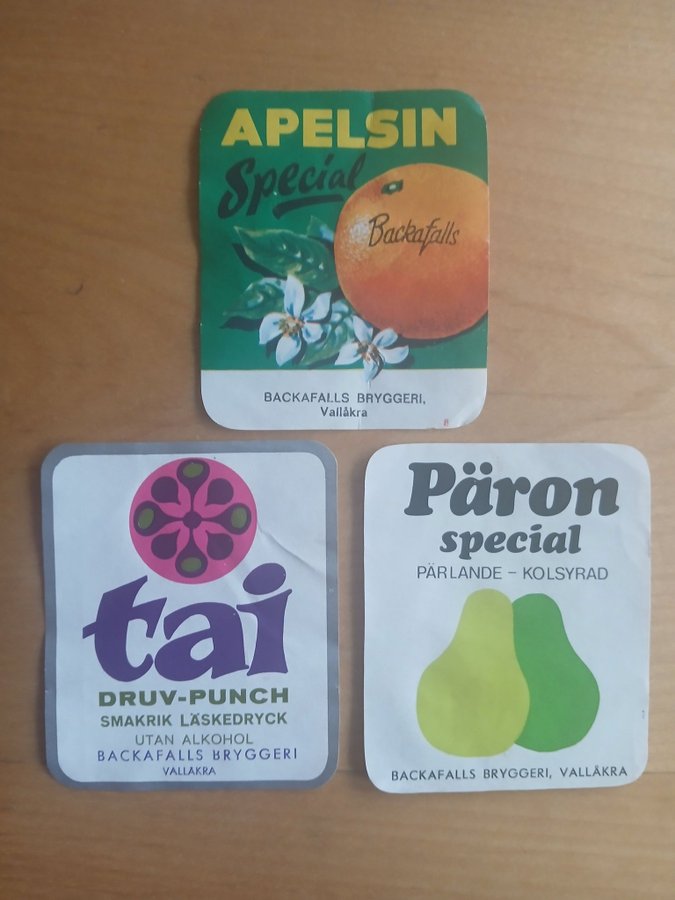 APELSIN
Special
Backafalls
BACKAFALLS BRYGGERI,
Vallåkra
tai
DRUV-PUNCH
SMAKRIK LÄSKEDRYCK
UTAN ALKOHOL
BACKAFALLS BRYGGERI
VALLÅKRA
Päron
special
PÄRLANDE – KOLSYRAD
BACKAFALLS BRYGGERI, VALLÅKRA